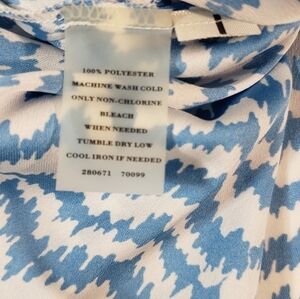 100% POLYESTER
MACHINE WASH COLD
ONLY NON-CHLORINE
BLEACH
WHEN NEEDED
TUMBLE DRY LOW
COOL IRON IF NEEDED
280671 70099